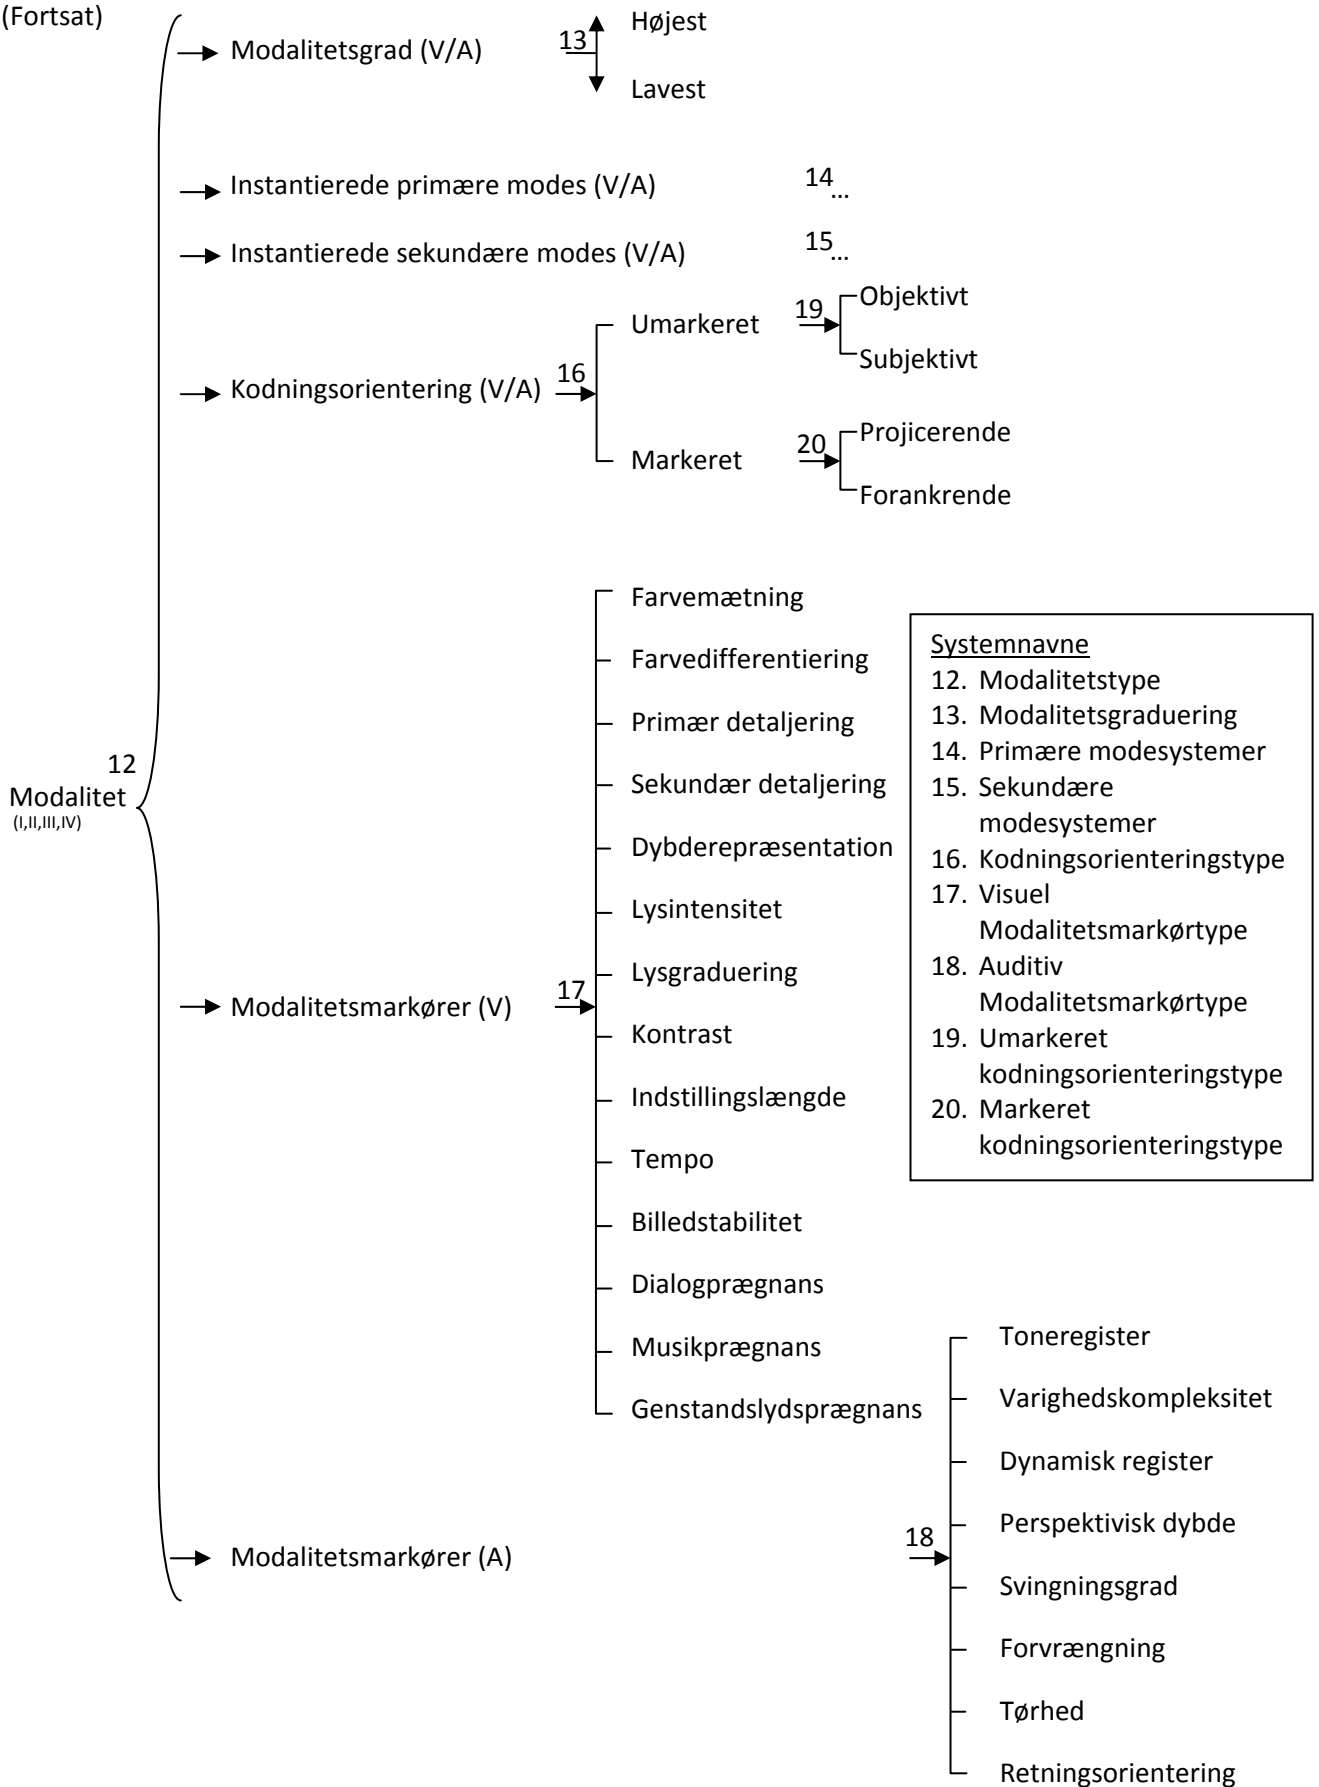 (Fortsat)
Højest
Modalitetsgrad (V/A)
13
Lavest
Instantierede primære modes (V/A)
14...
Instantierede sekundære modes (V/A)
15...
Kodningsorientering (V/A)
16
Umarkeret
19
Objektivt
Subjektivt
Markeret
20
Projicerende
Forankrende
12
Modalitet
(I,II,III,IV)
Modalitetsmarkører (V)
17
Farvemætning
Farvedifferentiering
Primær detaljering
Sekundær detaljering
Dybderepræsentation
Lysintensitet
Lysgraduering
Kontrast
Indstillingslængde
Tempo
Billedstabilitet
Dialogprægnans
Musikprægnans
Genstandslydsprægnans
Systemnavne
12. Modalitetstype
13. Modalitetsgraduering
14. Primære modesystemer
15. Sekundære
modesystemer
16. Kodningsorienteringstype
17. Visuel
Modalitetsmarkørtype
18. Auditiv
Modalitetsmarkørtype
19. Umarkeret
kodningsorienteringstype
20. Markeret
kodningsorienteringstype
Modalitetsmarkører (A)
18
Toneregister
Varighedskompleksitet
Dynamisk register
Perspektivisk dybde
Svingningsgrad
Forvrængning
Tørhed
Retningsorientering